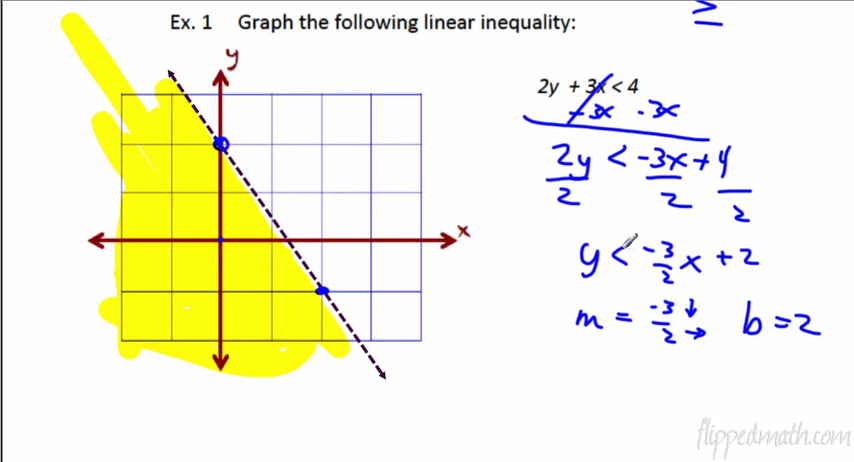 ≥
Ex. 1 Graph the following linear inequality:
y
2y + 3x < 4
-3x -3x
2y < -3x + 4
2 2 2
x
y < -3/2 x + 2
m = -3/2 ↓ → b = 2
flippedmath.com